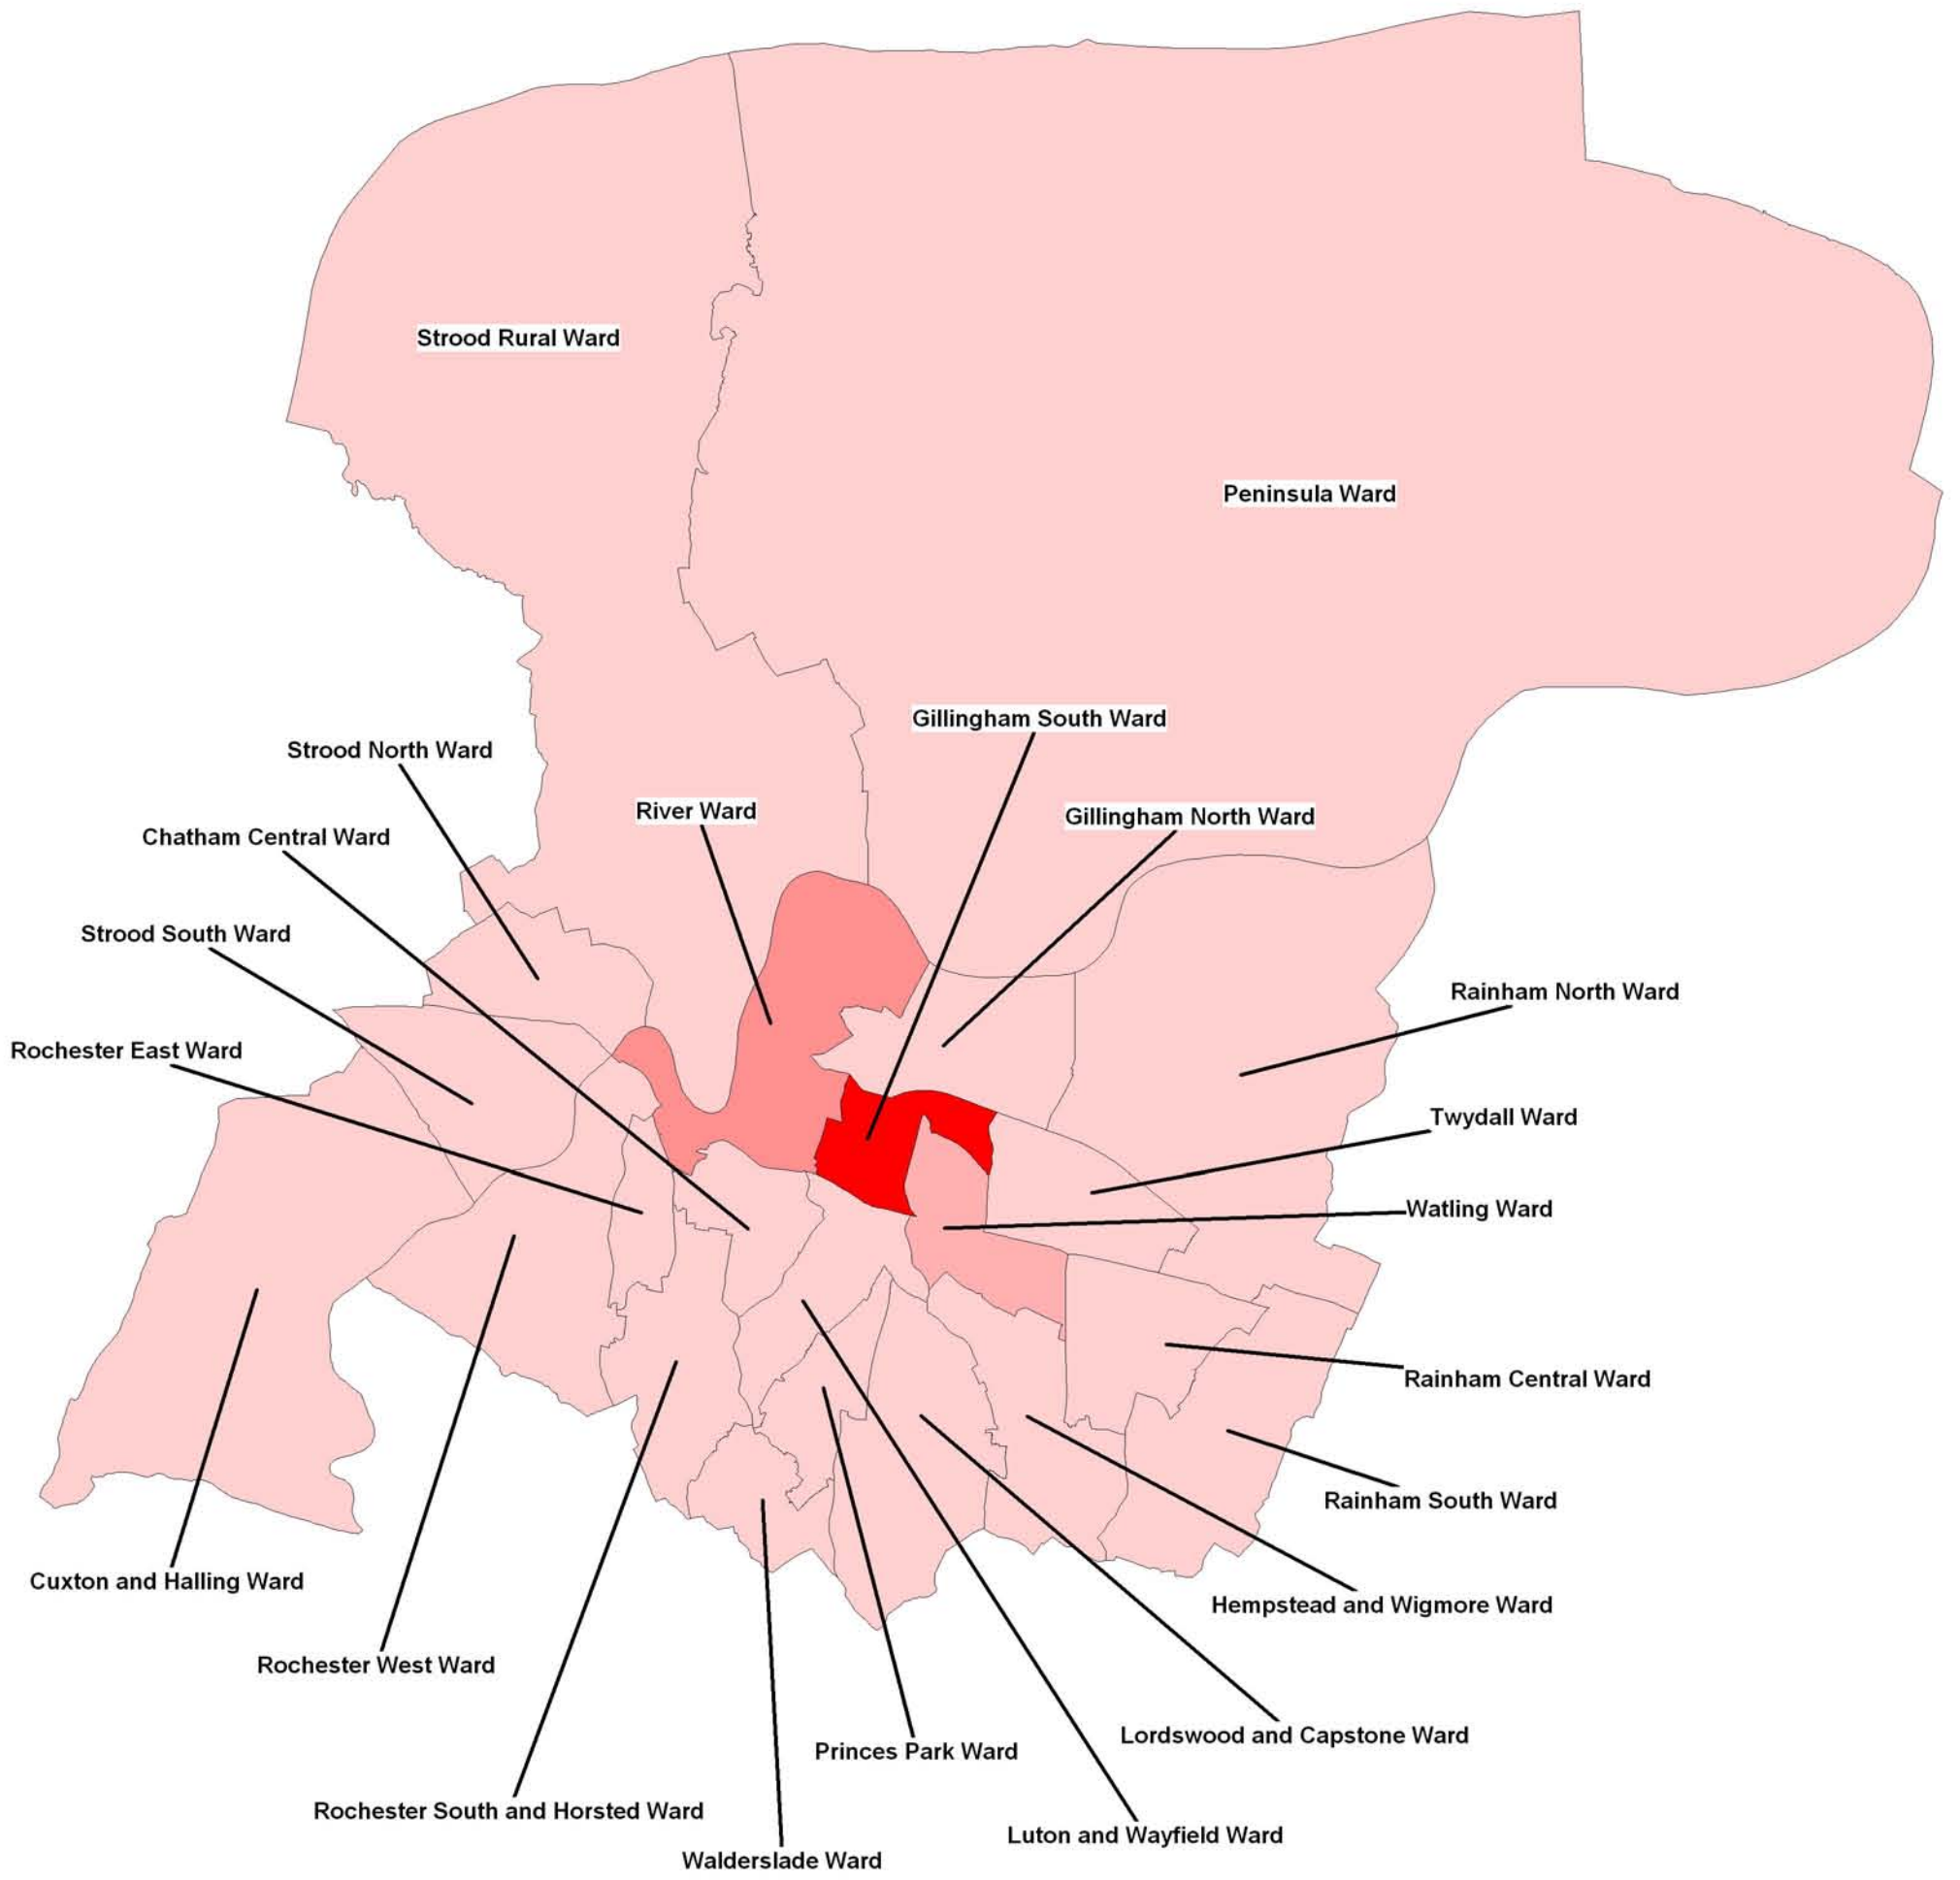 Strood Rural Ward
Peninsula Ward
Gillingham South Ward
Strood North Ward
River Ward
Gillingham North Ward
Chatham Central Ward
Strood South Ward
Rainham North Ward
Rochester East Ward
Twydall Ward
Watling Ward
Rainham Central Ward
Rainham South Ward
Cuxton and Halling Ward
Hempstead and Wigmore Ward
Rochester West Ward
Lordswood and Capstone Ward
Princes Park Ward
Rochester South and Horsted Ward
Luton and Wayfield Ward
Walderslade Ward